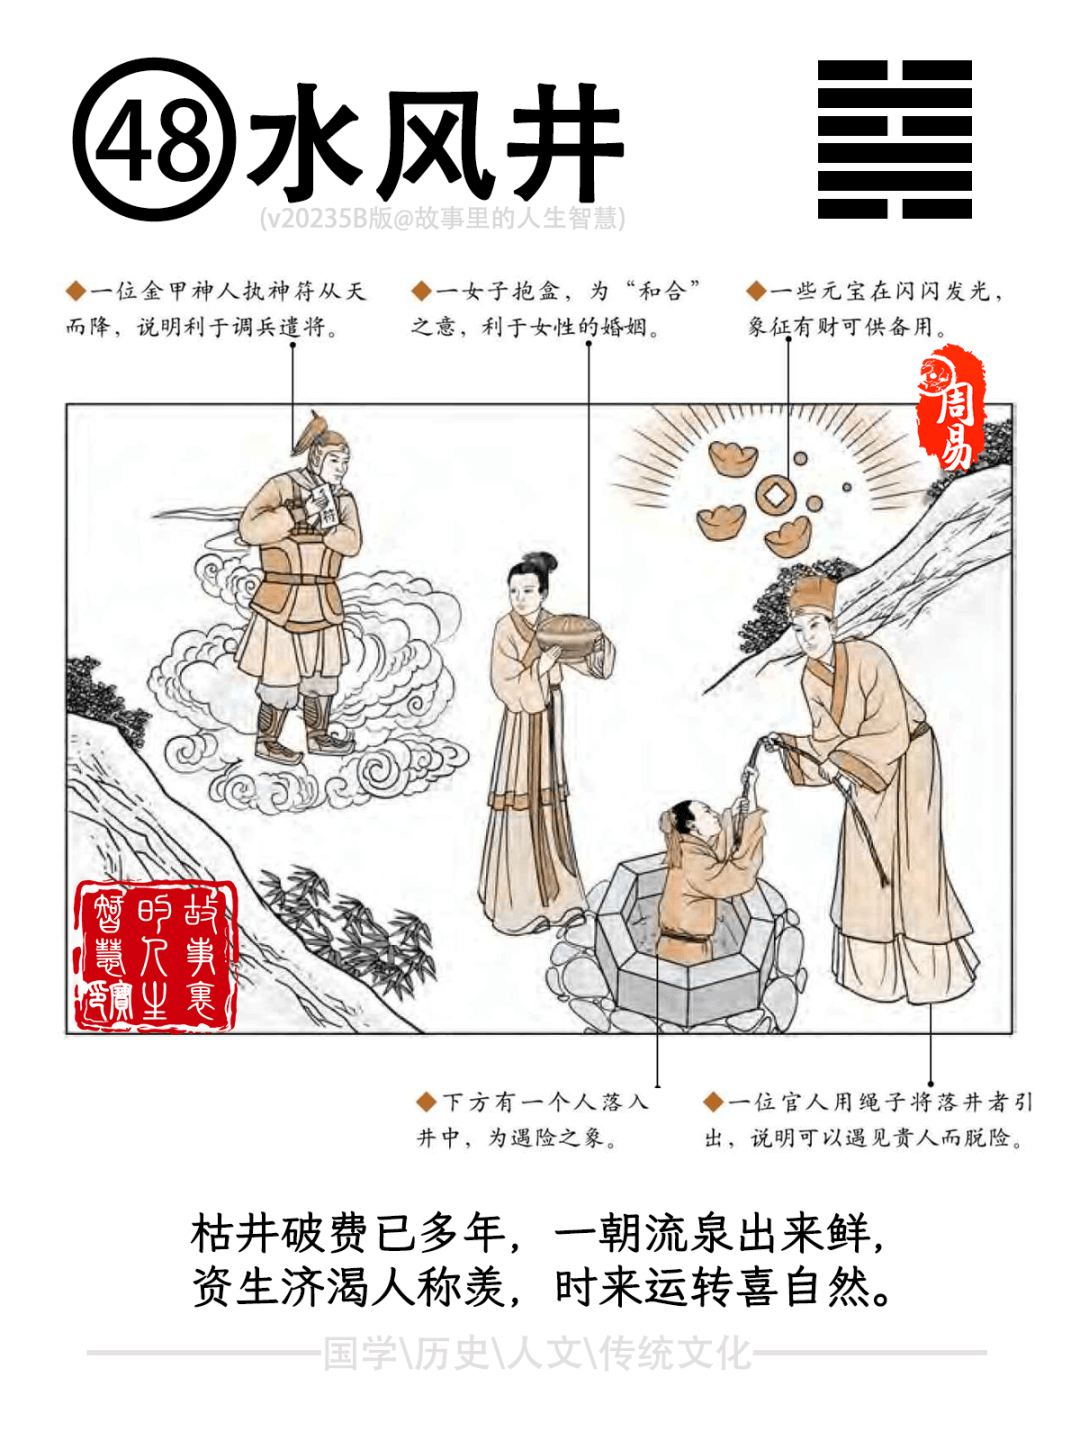 48 水风井
(v20235B版@故事里的人生智慧)
◆一位金甲神人执神符从天
而降，说明利于调兵遣将。
◆一女子抱盒，为“和合”
之意，利于女性的婚姻。
◆一些元宝在闪闪发光，
象征有财可供备用。
周易
符
故事裏
的人生
智慧
寶印
◆下方有一个人落入
井中，为遇险之象。
◆一位官人用绳子将落井者引
出，说明可以遇见贵人而脱险。
枯井破费已多年，一朝流泉出来鲜，
资生济渴人称羡，时来运转喜自然。
国学\历史\人文\传统文化